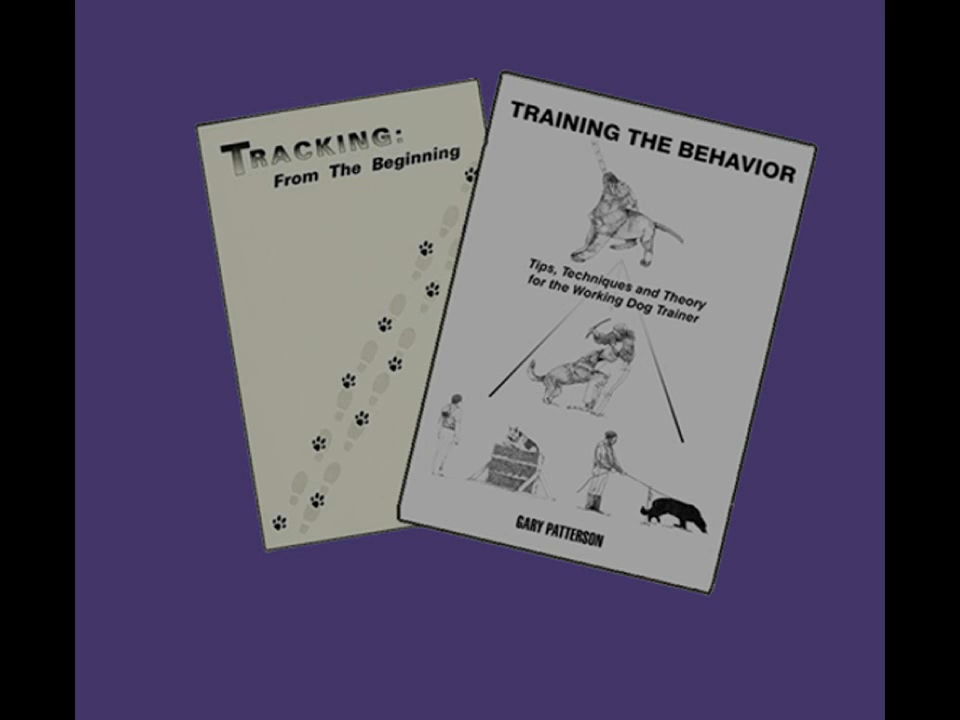 TRACKING:
From The Beginning
TRAINING THE BEHAVIOR
Tips, Techniques and Theory
for the Working Dog Trainer
GARY PATTERSON